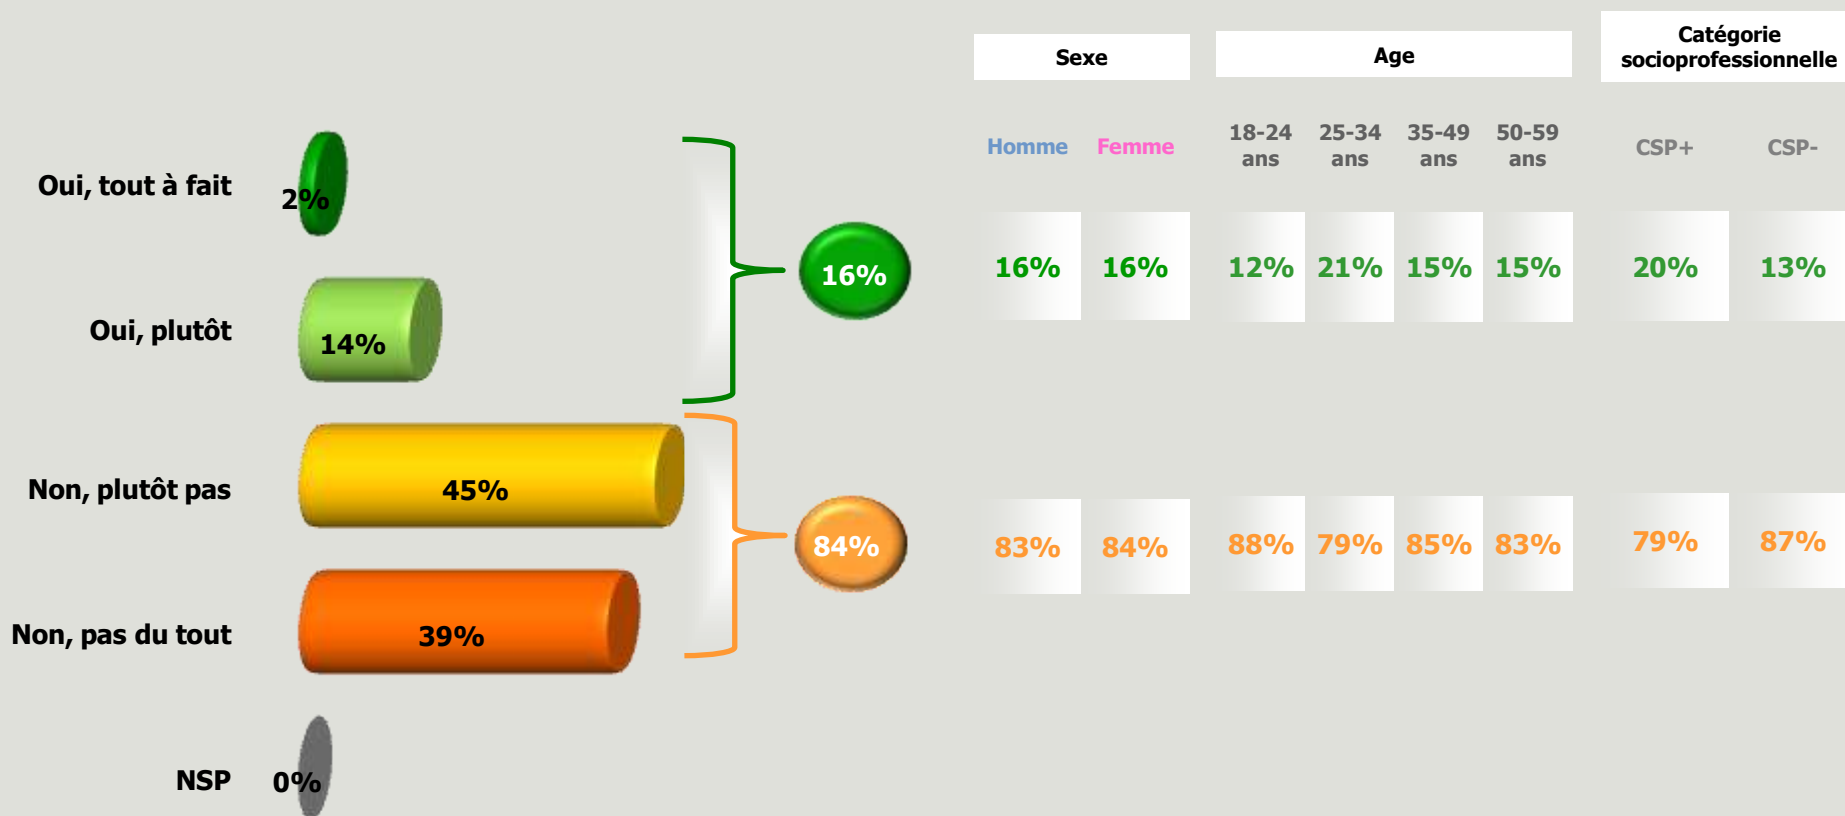 Sexe
Age
Catégorie
socioprofessionnelle
Homme
Femme
18-24
ans
25-34
ans
35-49
ans
50-59
ans
CSP+
CSP-
Oui, tout à fait
2%
Oui, plutôt
14%
16%
16%
16%
12%
21%
15%
15%
20%
13%
Non, plutôt pas
45%
Non, pas du tout
39%
84%
83%
84%
88%
79%
85%
83%
79%
87%
NSP
0%